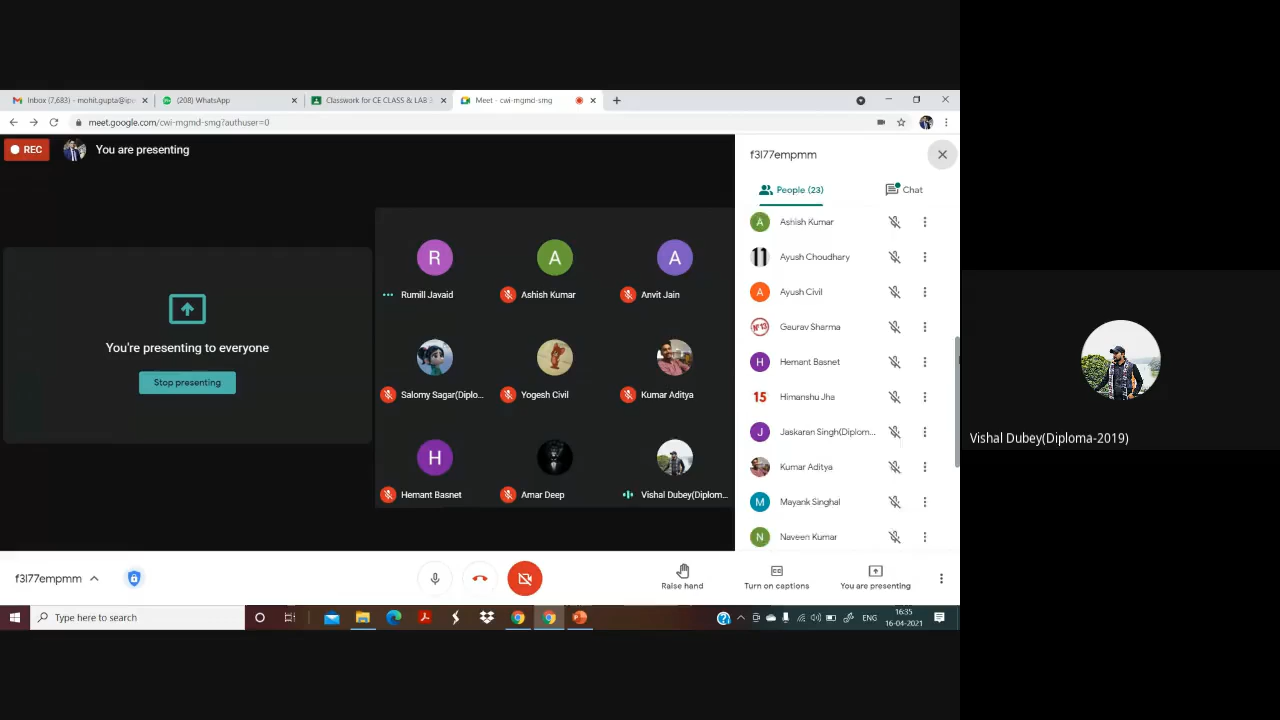 Inbox (7,683) - mohit.gupta@ip
(208) WhatsApp
Classwork for CE CLASS & LAB
Meet - cwi-mgmd-smg
meet.google.com/cwi-mgmd-smg?authuser=0
REC
You are presenting
You're presenting to everyone
Stop presenting
R
Rumill Javaid
A
Ashish Kumar
A
Anvit Jain
Salomy Sagar(Diplo...
Yogesh Civil
Kumar Aditya
H
Hemant Basnet
Amar Deep
Vishal Dubey(Diplom...
f3l77empmm
People (23)
Chat
A
Ashish Kumar
11
Ayush Choudhary
A
Ayush Civil
N°13
Gaurav Sharma
H
Hemant Basnet
15
Himanshu Jha
J
Jaskaran Singh(Diplom...
Kumar Aditya
M
Mayank Singhal
N
Naveen Kumar
f3l77empmm
Raise hand
Turn on captions
You are presenting
Type here to search
ENG
16:35
16-04-2021
Vishal Dubey(Diploma-2019)